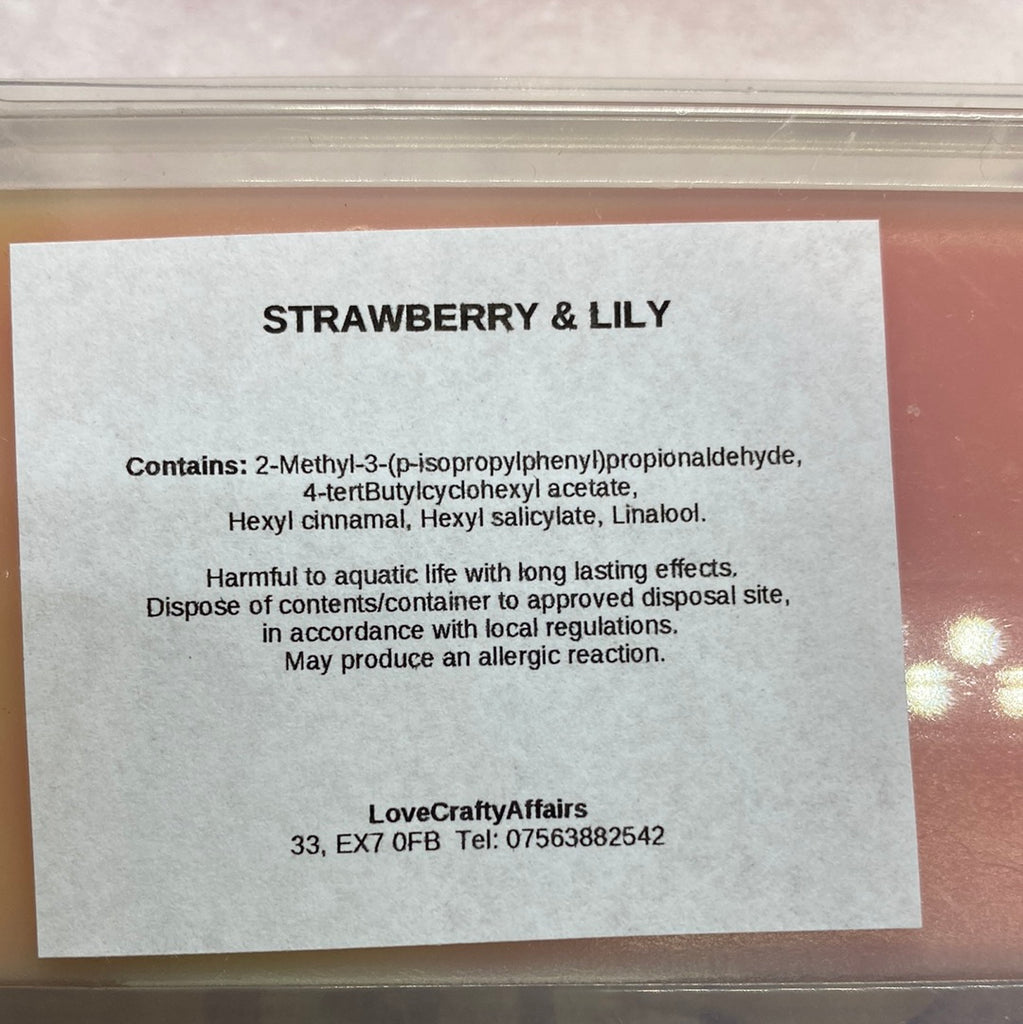 STRAWBERRY & LILY
Contains: 2-Methyl-3-(p-isopropylphenyl)propionaldehyde,
4-tertButylcyclohexyl acetate,
Hexyl cinnamal, Hexyl salicylate, Linalool.
Harmful to aquatic life with long lasting effects.
Dispose of contents/container to approved disposal site,
in accordance with local regulations.
May produce an allergic reaction.
LoveCraftyAffairs
33, EX7 0FB Tel: 07563882542